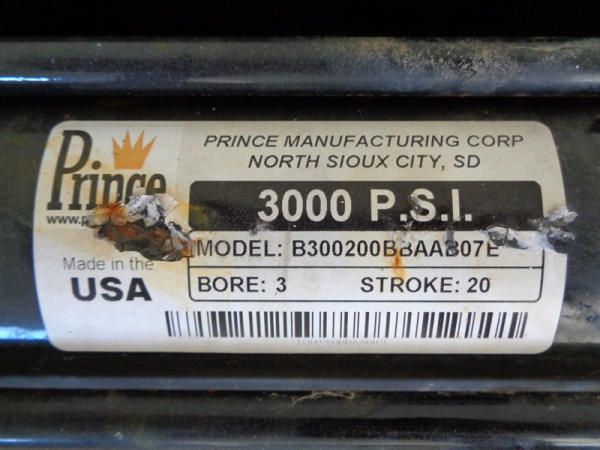 Prince
PRINCE MANUFACTURING CORP
NORTH SIOUX CITY, SD
3000 P.S.I.
MODEL: B300200BBAAB07E
Made in the
USA
BORE: 3 STROKE: 20